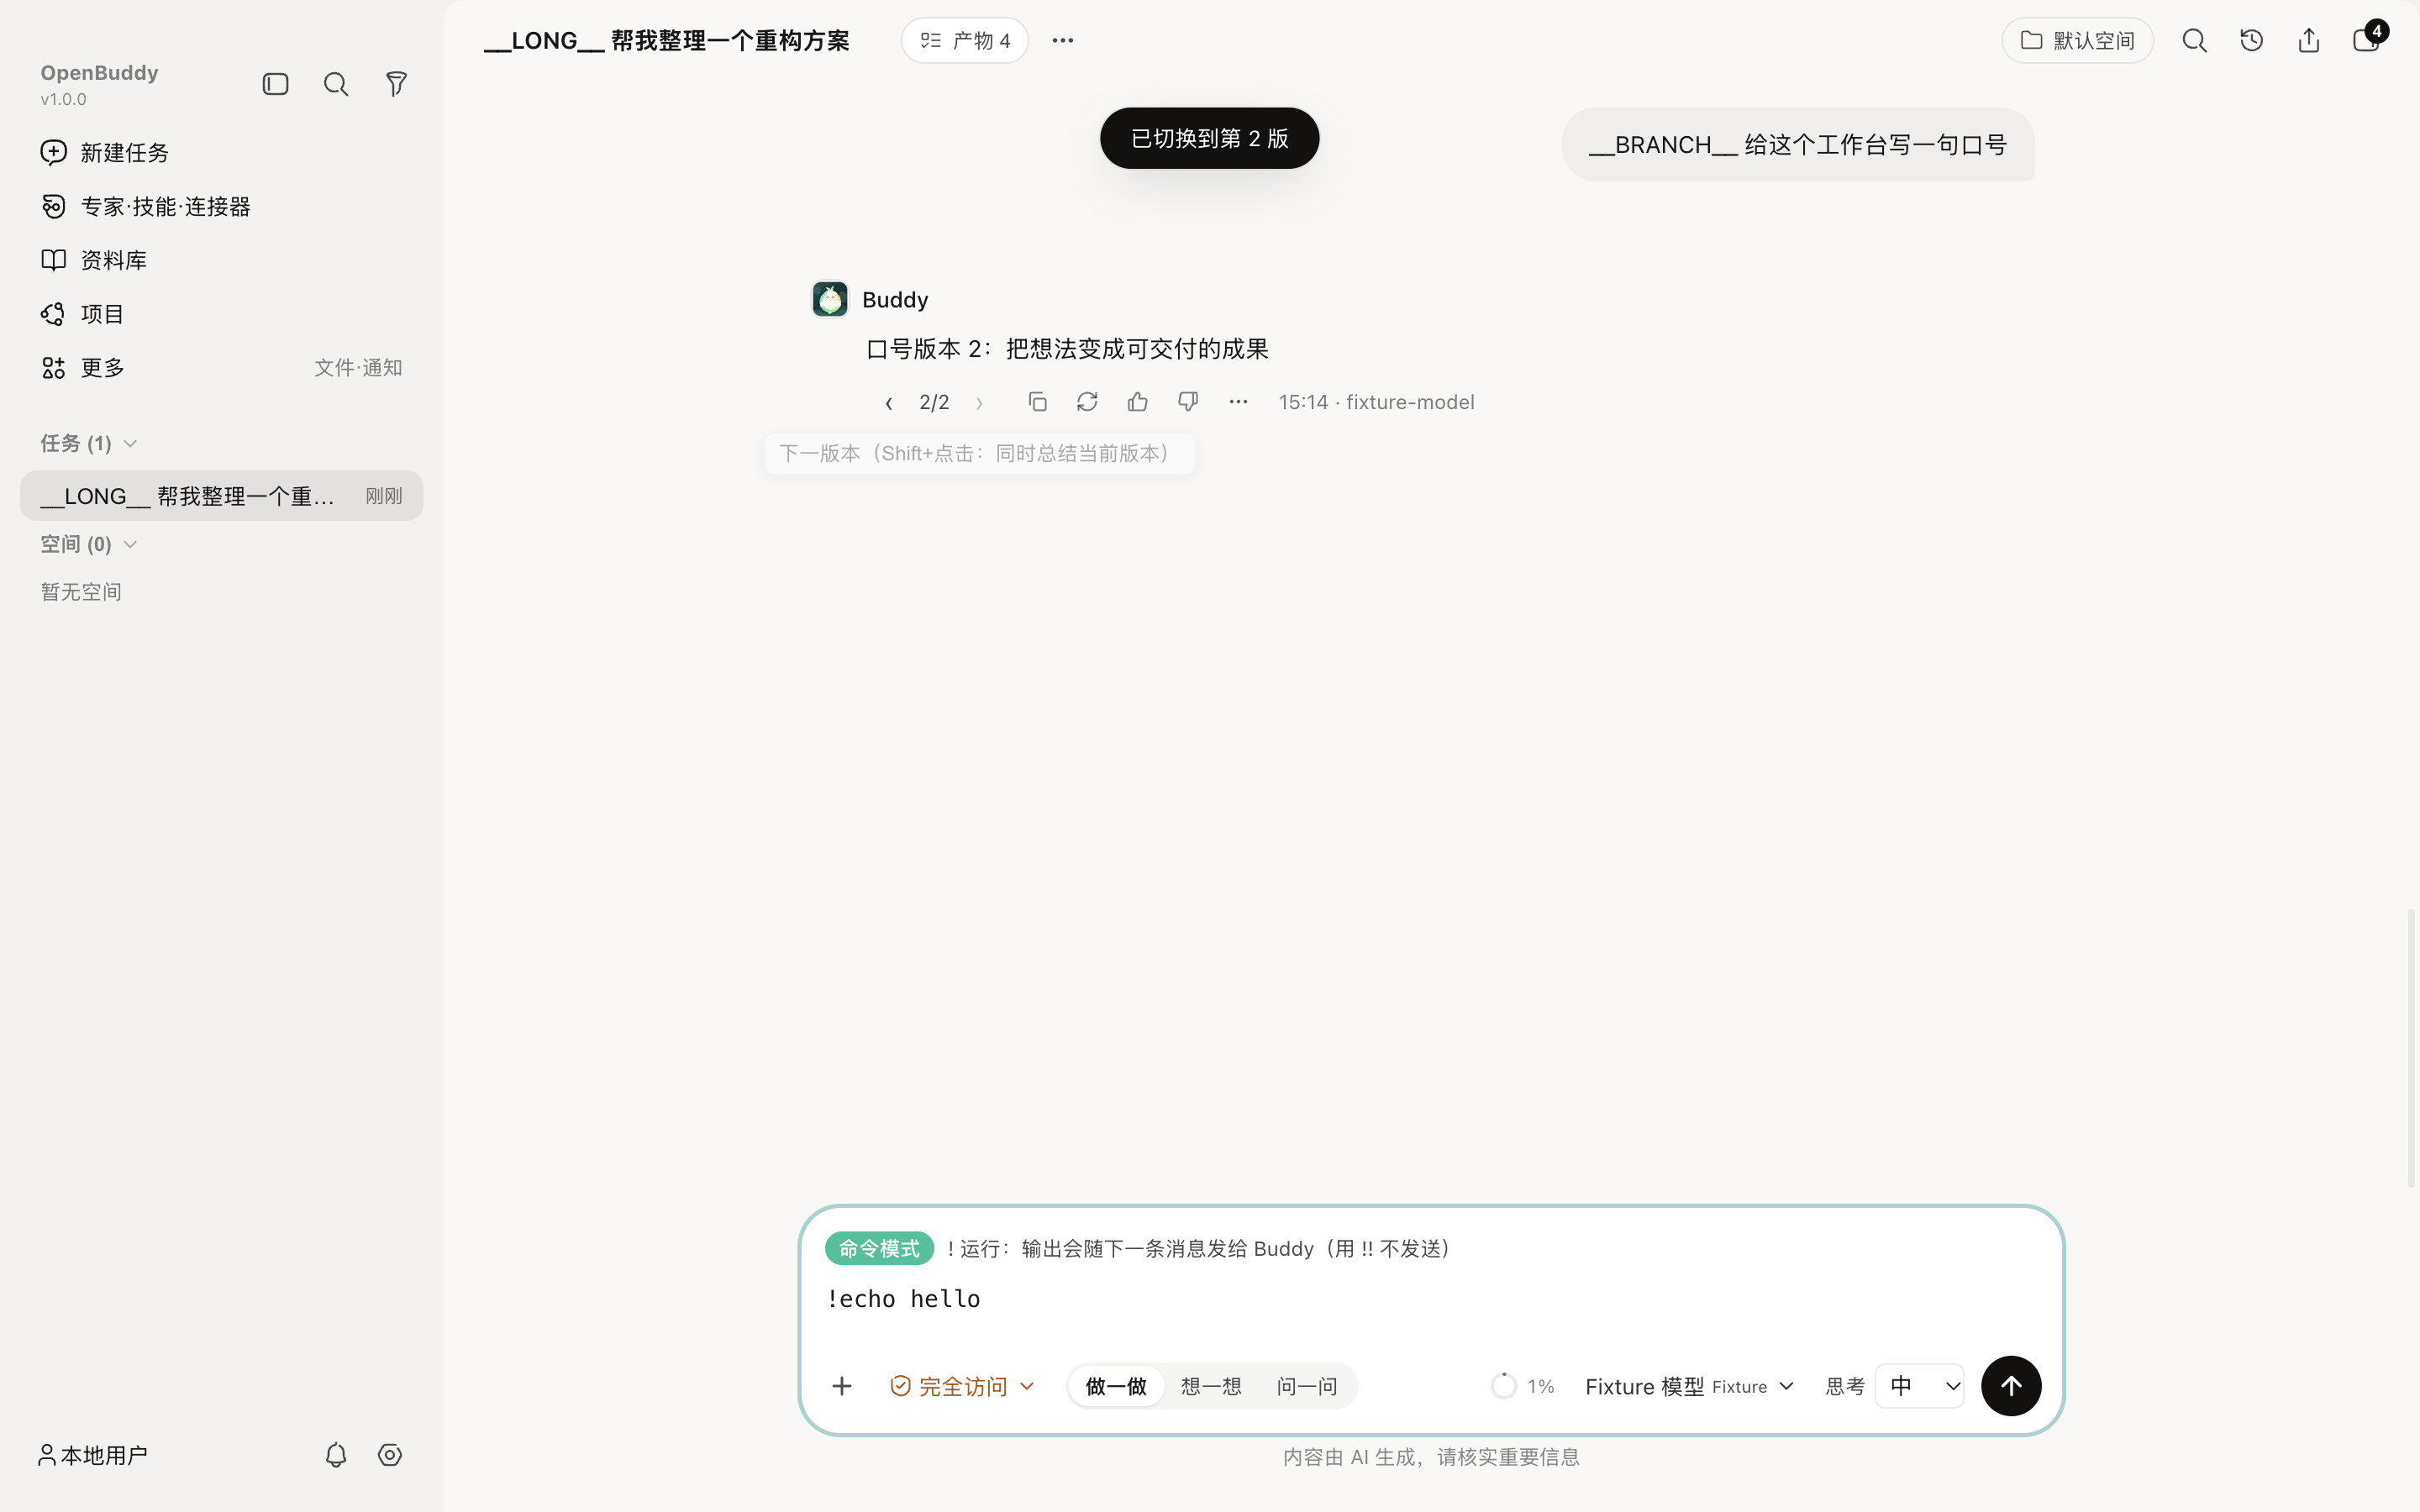 OpenBuddy
v1.0.0
新建任务
专家·技能·连接器
资料库
项目
更多 文件·通知
任务 (1)
__LONG__ 帮我整理一个重… 刚刚
空间 (0)
暂无空间
本地用户
__LONG__ 帮我整理一个重构方案 产物 4 默认空间 4
已切换到第 2 版
__BRANCH__ 给这个工作台写一句口号
Buddy
口号版本 2：把想法变成可交付的成果
2/2 15:14 · fixture-model
下一版本（Shift+点击：同时总结当前版本）
命令模式 ! 运行：输出会随下一条消息发给 Buddy（用 !! 不发送）
!echo hello
完全访问 做一做 想一想 问一问 1% Fixture 模型 Fixture 思考 中
内容由 AI 生成，请核实重要信息